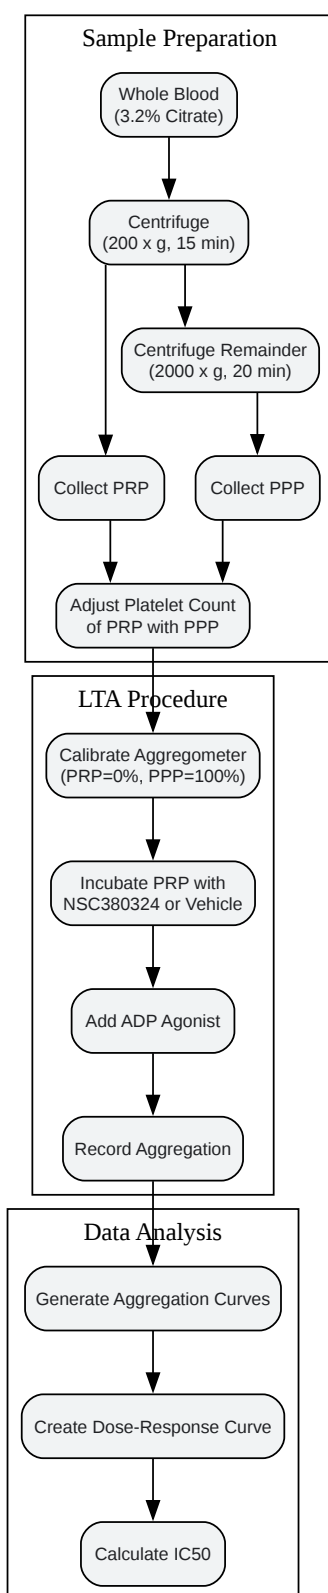 Sample Preparation
Whole Blood
(3.2% Citrate)
Centrifuge
(200 x g, 15 min)
Centrifuge Remainder
(2000 x g, 20 min)
Collect PRP
Collect PPP
Adjust Platelet Count
of PRP with PPP
LTA Procedure
Calibrate Aggregometer
(PRP=0%, PPP=100%)
Incubate PRP with
NSC380324 or Vehicle
Add ADP Agonist
Record Aggregation
Data Analysis
Generate Aggregation Curves
Create Dose-Response Curve
Calculate IC50